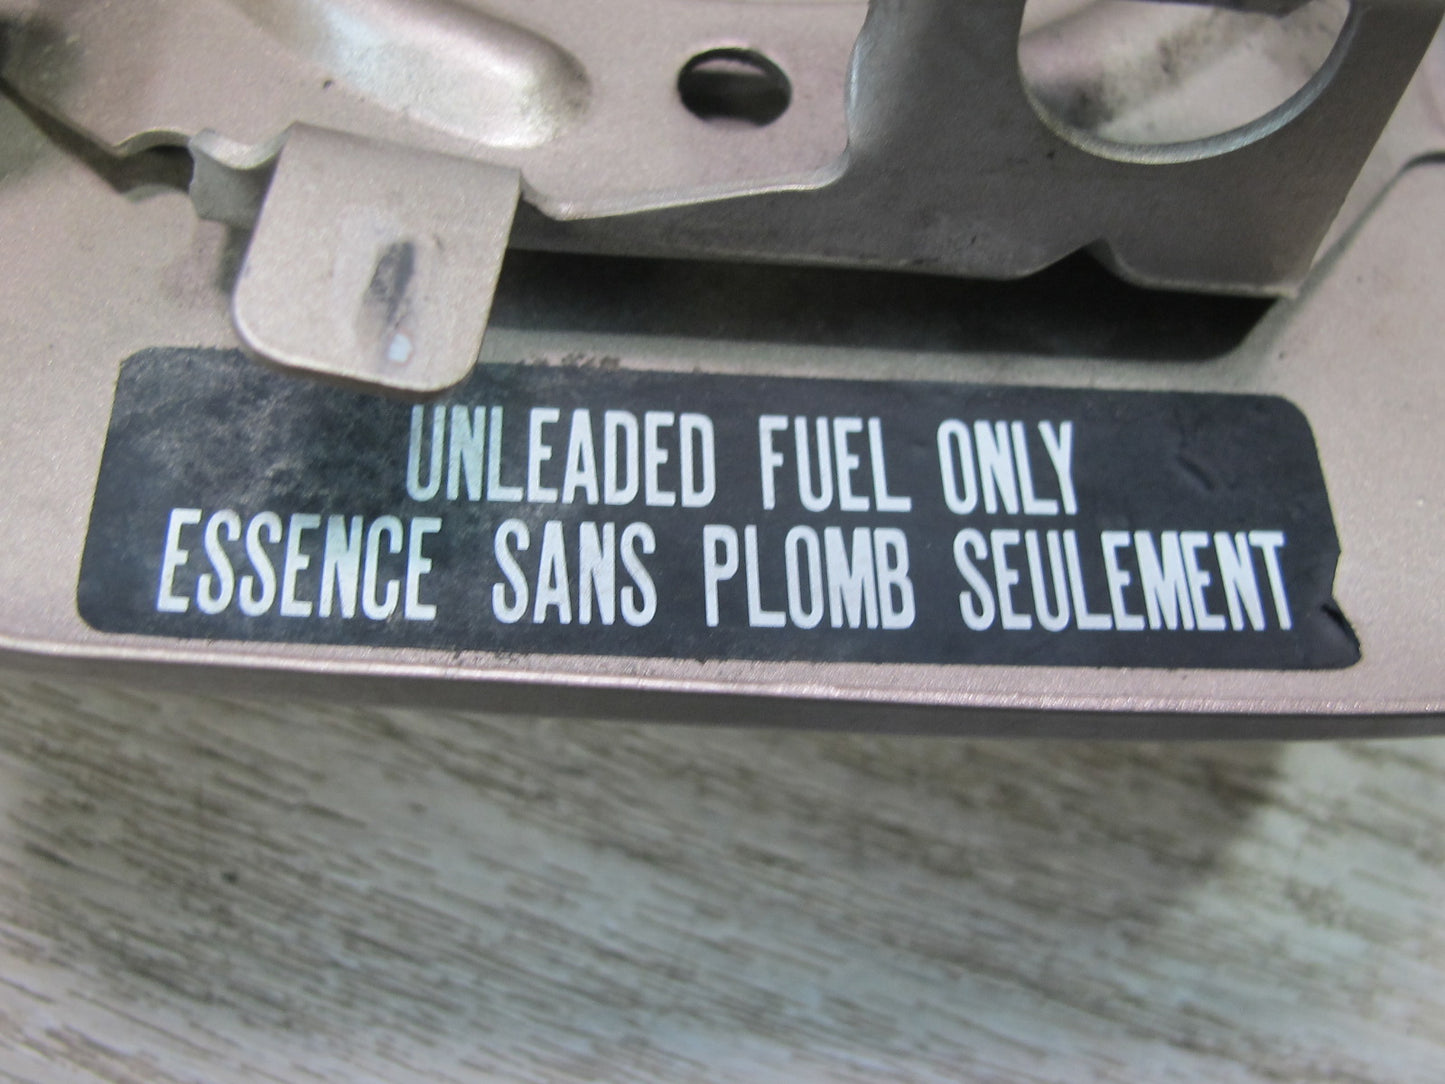 UNLEADED FUEL ONLY
ESSENCE SANS PLOMB SEULEMENT